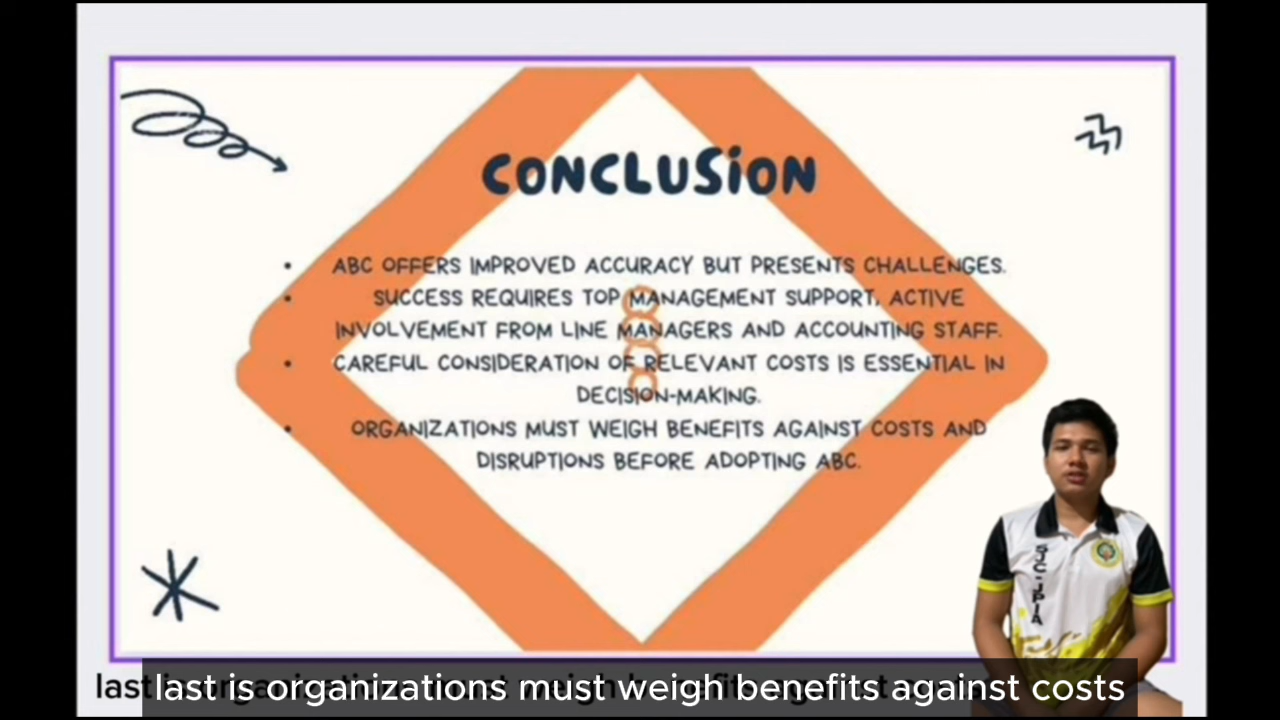 CONCLUSION
• ABC OFFERS IMPROVED ACCURACY BUT PRESENTS CHALLENGES.
• SUCCESS REQUIRES TOP MANAGEMENT SUPPORT, ACTIVE
INVOLVEMENT FROM LINE MANAGERS AND ACCOUNTING STAFF.
• CAREFUL CONSIDERATION OF RELEVANT COSTS IS ESSENTIAL IN
DECISION-MAKING.
• ORGANIZATIONS MUST WEIGH BENEFITS AGAINST COSTS AND
DISRUPTIONS BEFORE ADOPTING ABC.
SJC-JPIA
last is organizations must weigh benefits against costs